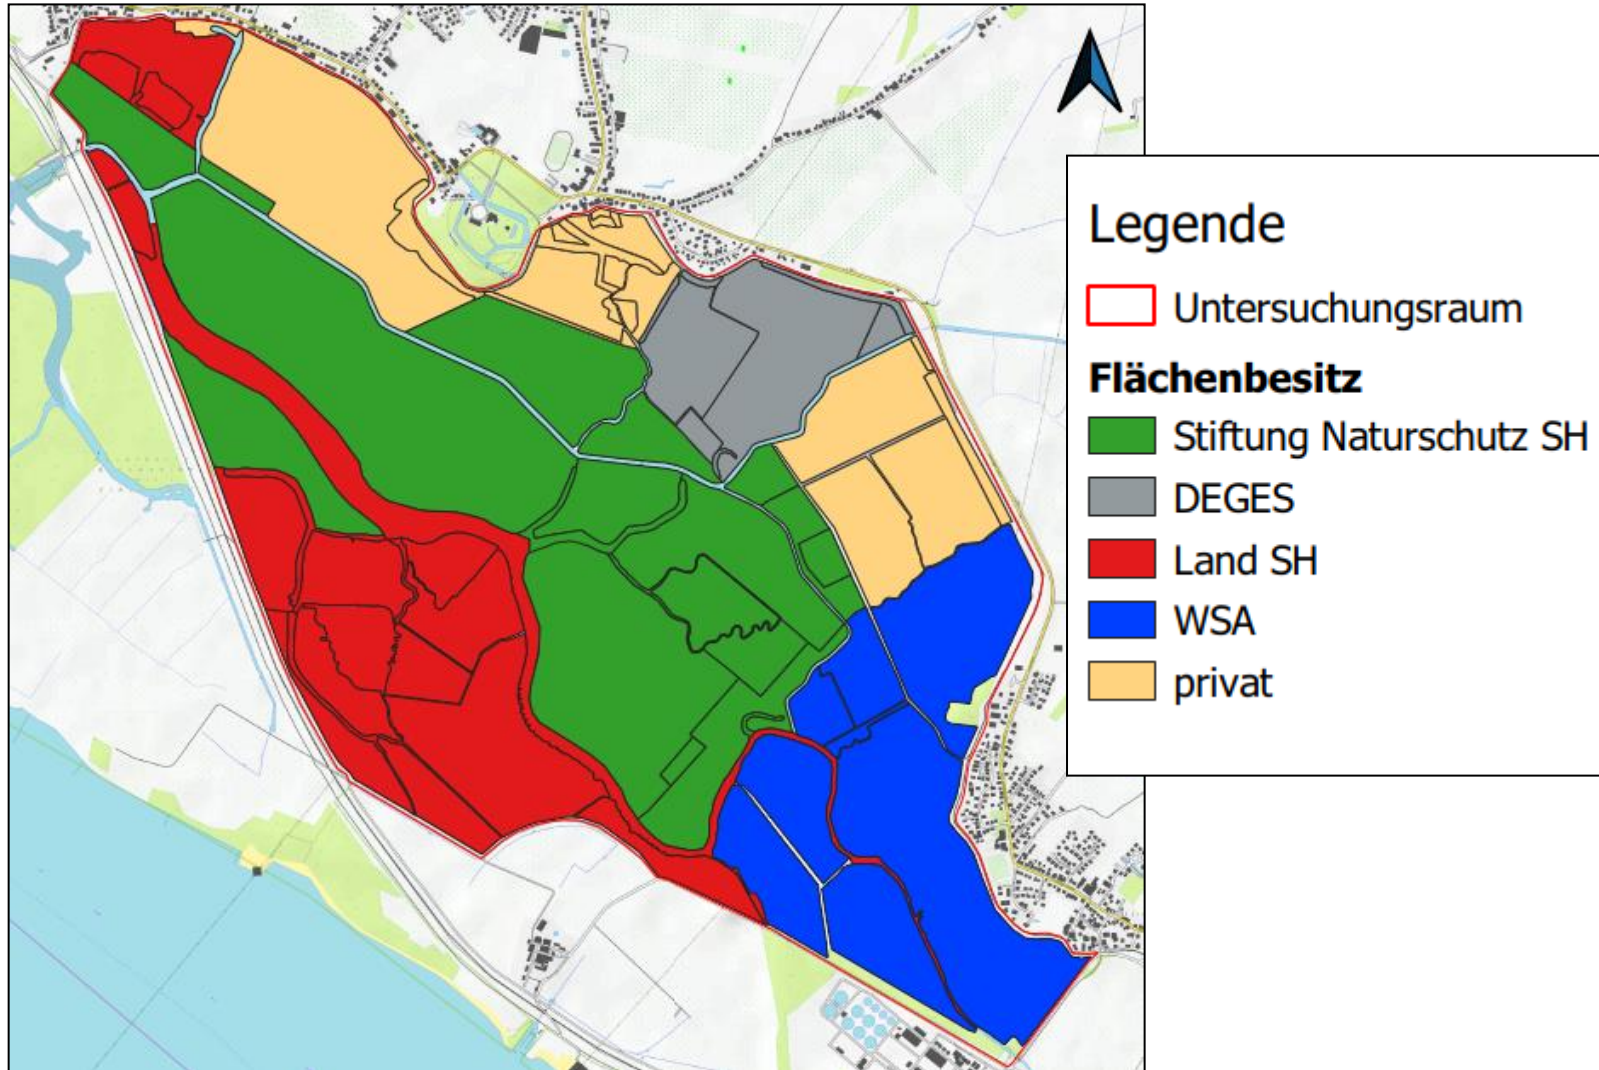 Legende
Untersuchungsraum
Flächenbesitz
Stiftung Naturschutz SH
DEGES
Land SH
WSA
privat